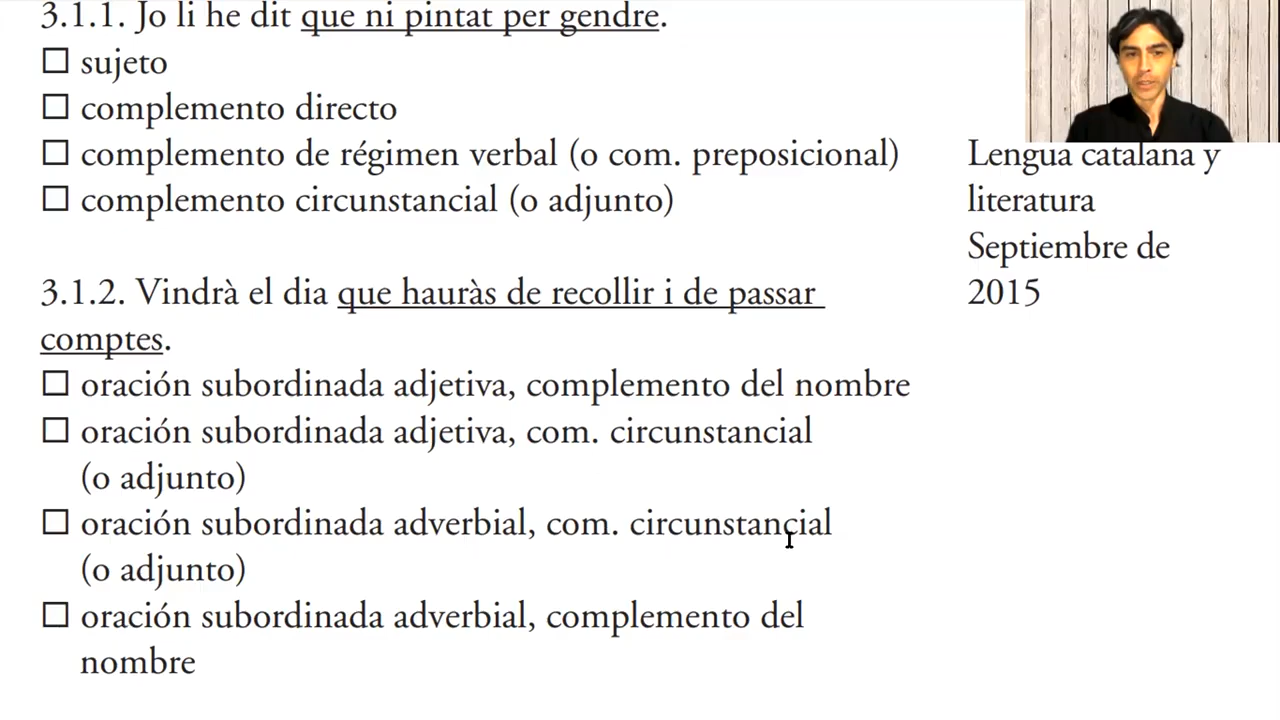 3.1.1. Jo li he dit que ni pintat per gendre.
☐ sujeto
☐ complemento directo
☐ complemento de régimen verbal (o com. preposicional)
☐ complemento circunstancial (o adjunto)
Lengua catalana y
literatura
Septiembre de
2015
3.1.2. Vindrà el dia que hauràs de recollir i de passar
comptes.
☐ oración subordinada adjetiva, complemento del nombre
☐ oración subordinada adjetiva, com. circunstancial
(o adjunto)
☐ oración subordinada adverbial, com. circunstancial
(o adjunto)
☐ oración subordinada adverbial, complemento del
nombre